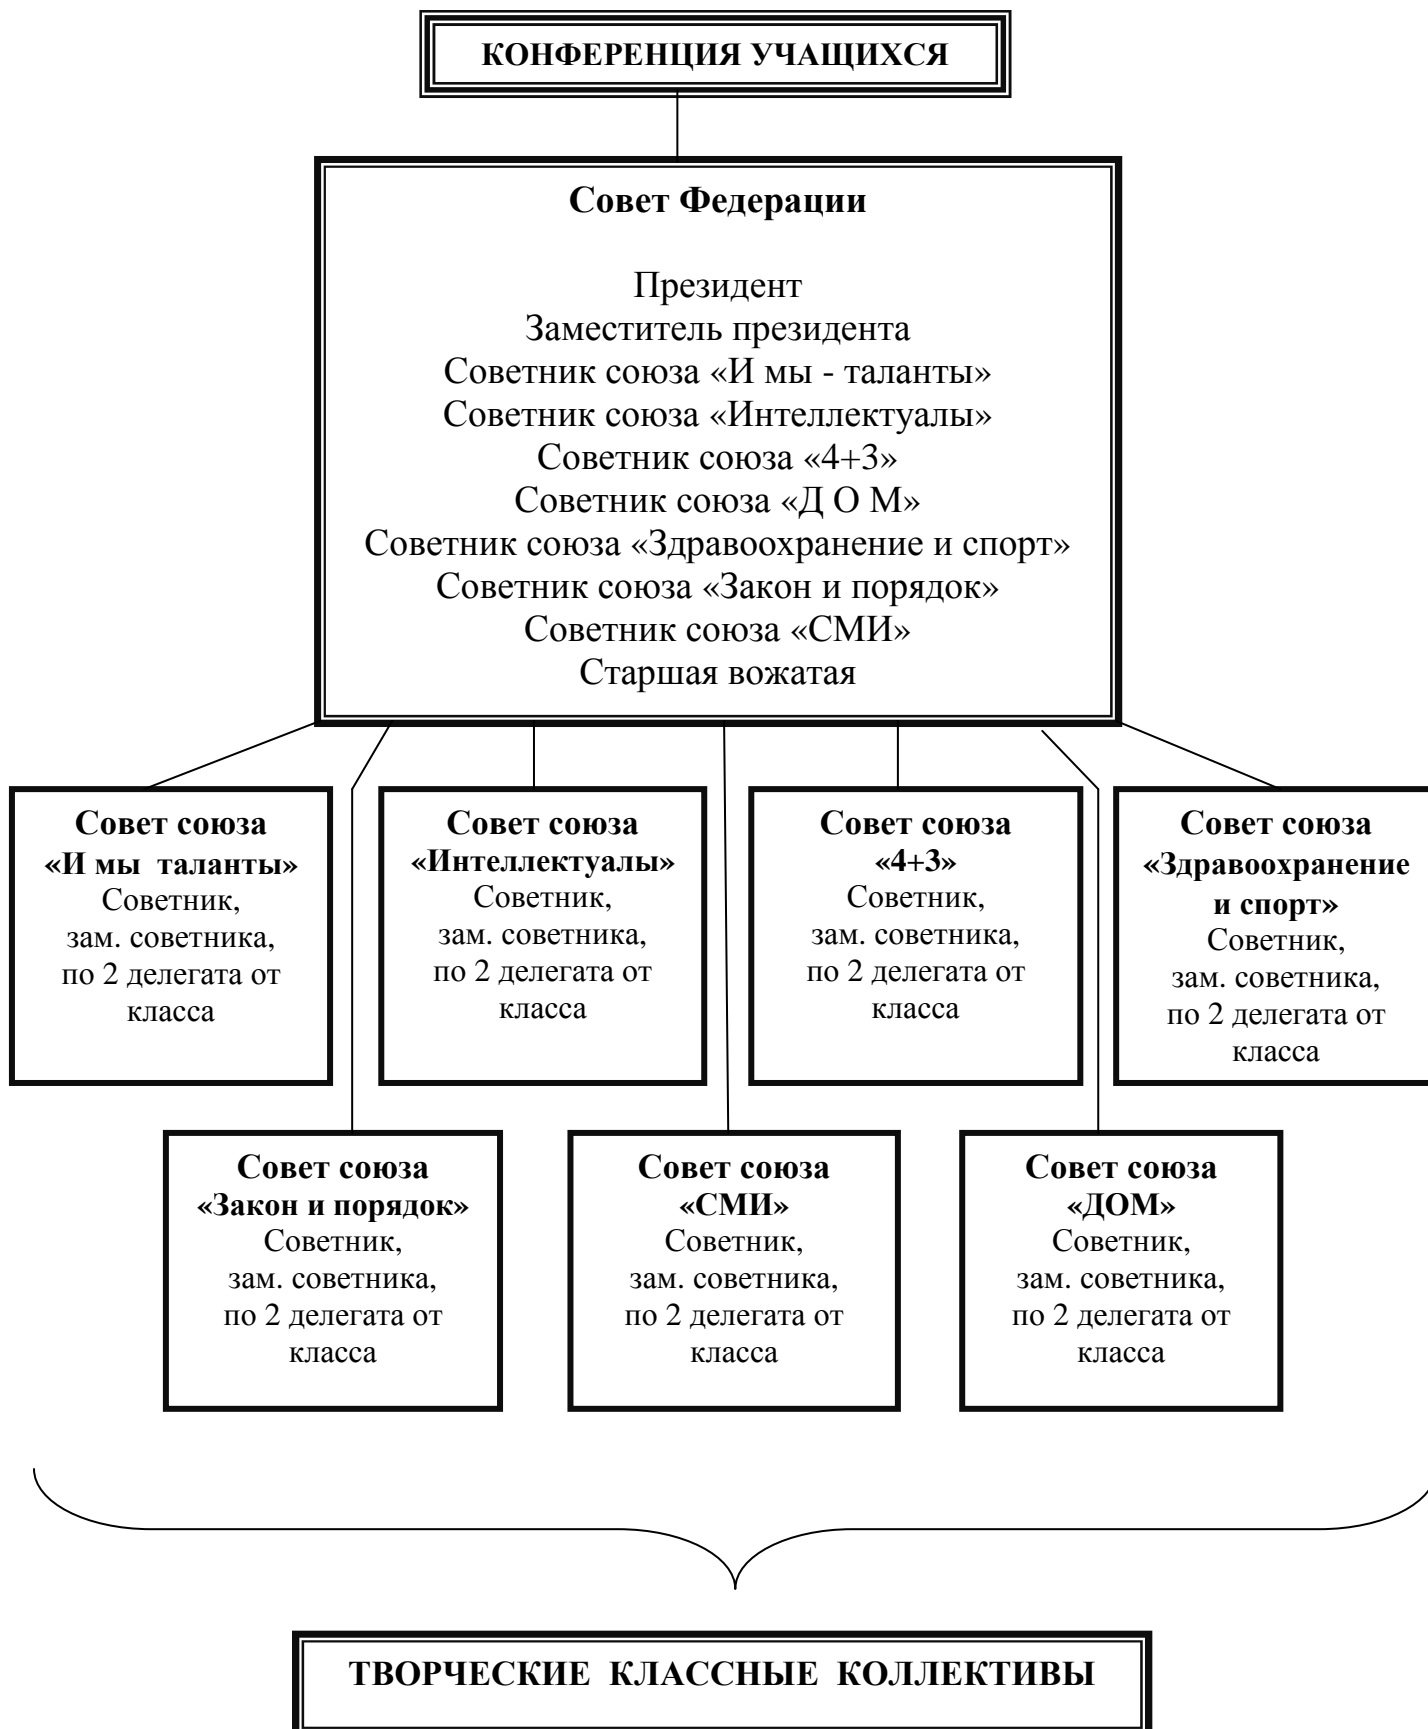 КОНФЕРЕНЦИЯ УЧАЩИХСЯ
Совет Федерации
Президент
Заместитель президента
Советник союза «И мы - таланты»
Советник союза «Интеллектуалы»
Советник союза «4+3»
Советник союза «Д О М»
Советник союза «Здравоохранение и спорт»
Советник союза «Закон и порядок»
Советник союза «СМИ»
Старшая вожатая
Совет союза
«И мы  таланты»
Советник,
зам. советника,
по 2 делегата от
класса
Совет союза
«Интеллектуалы»
Советник,
зам. советника,
по 2 делегата от
класса
Совет союза
«4+3»
Советник,
зам. советника,
по 2 делегата от
класса
Совет союза
«Здравоохранение
и спорт»
Советник,
зам. советника,
по 2 делегата от
класса
Совет союза
«Закон и порядок»
Советник,
зам. советника,
по 2 делегата от
класса
Совет союза
«СМИ»
Советник,
зам. советника,
по 2 делегата от
класса
Совет союза
«ДОМ»
Советник,
зам. советника,
по 2 делегата от
класса
ТВОРЧЕСКИЕ  КЛАССНЫЕ  КОЛЛЕКТИВЫ